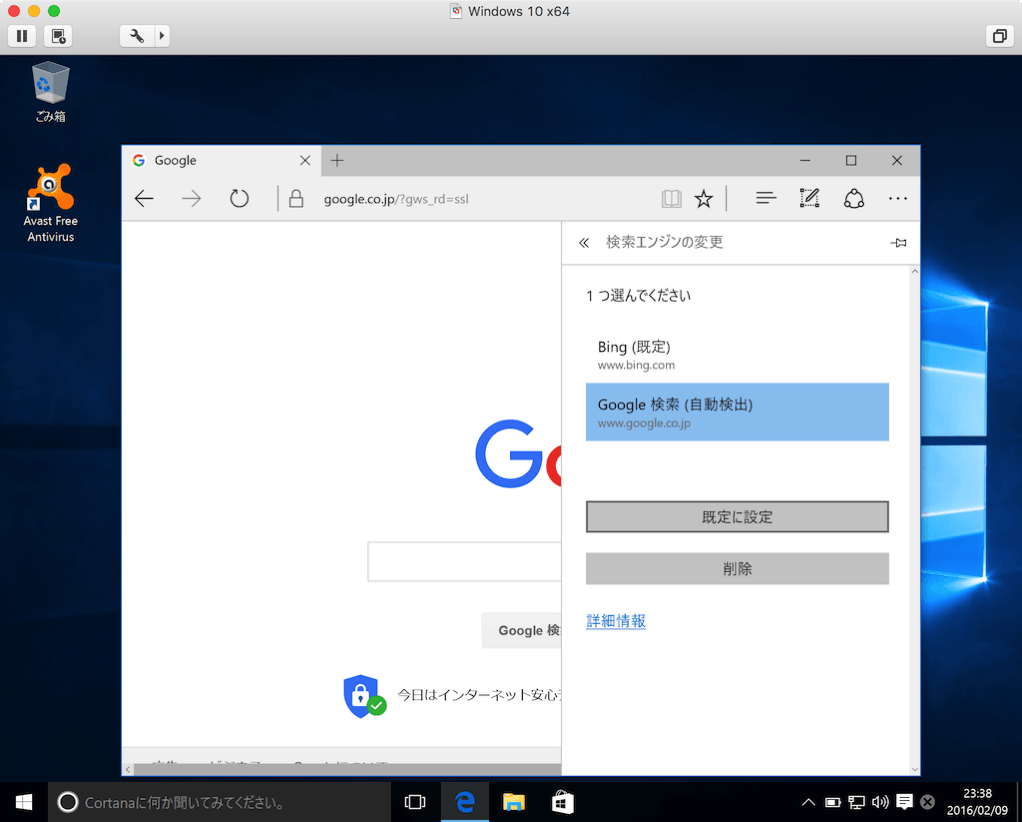 Windows 10 x64
ごみ箱
Avast Free
Antivirus
Google
google.co.jp/?gws_rd=ssl
検索エンジンの変更
1 つ選んでください
Bing (既定)
www.bing.com
Google 検索 (自動検出)
www.google.co.jp
既定に設定
削除
詳細情報
G
Google 検
今日はインターネット安心
Cortanaに何か聞いてみてください。
23:38
2016/02/09